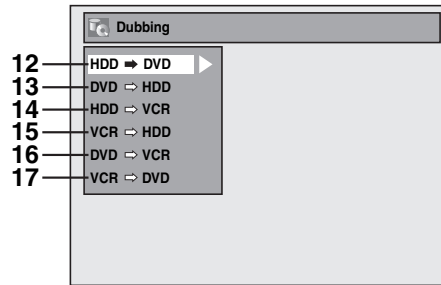 Dubbing
12 HDD ➡ DVD
13 DVD ⇨ HDD
14 HDD ⇨ VCR
15 VCR ⇨ HDD
16 DVD ⇨ VCR
17 VCR ⇨ DVD